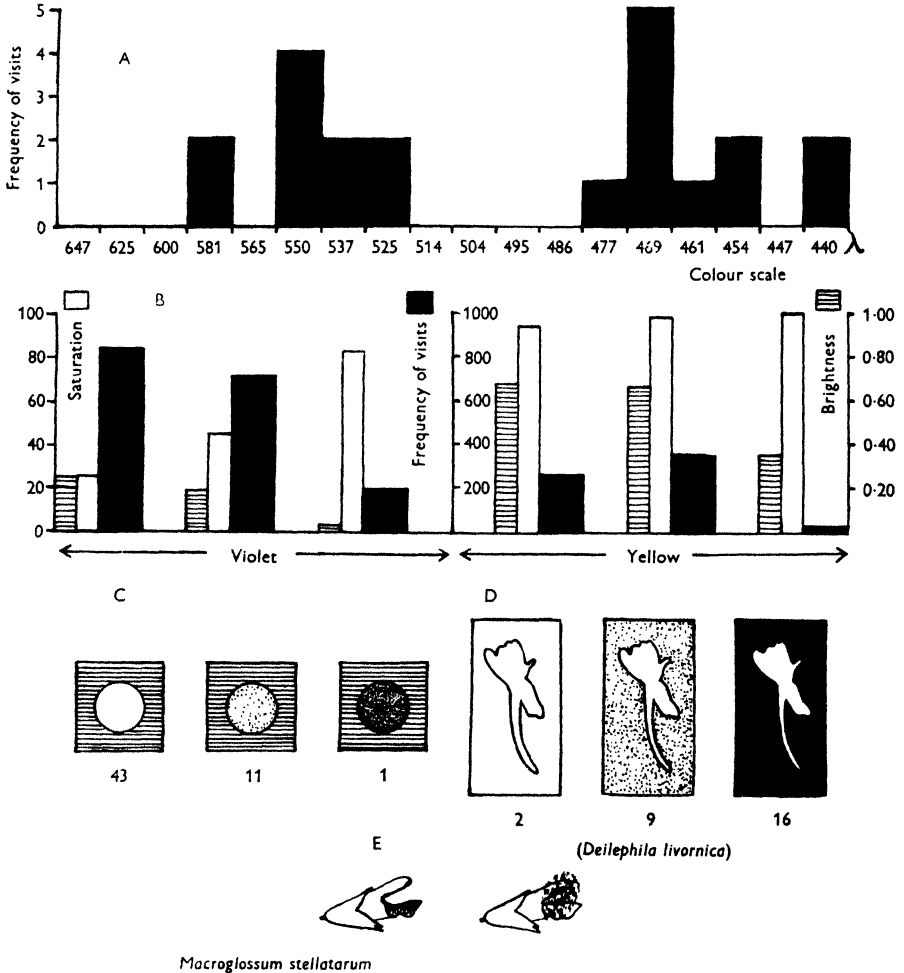 A
Frequency of visits
5
4
3
2
1
0
647 625 600 581 565 550 537 525 514 504 495 486 477 469 461 454 447 440 λ
Colour scale
B
Saturation
100
80
60
40
20
0
Frequency of visits
1000
800
600
400
200
Brightness
1·00
0·80
0·60
0·40
0·20
Violet
Yellow
C
D
43 11 1
2 9 16
(Deilephila livornica)
E
Macroglossum stellatarum